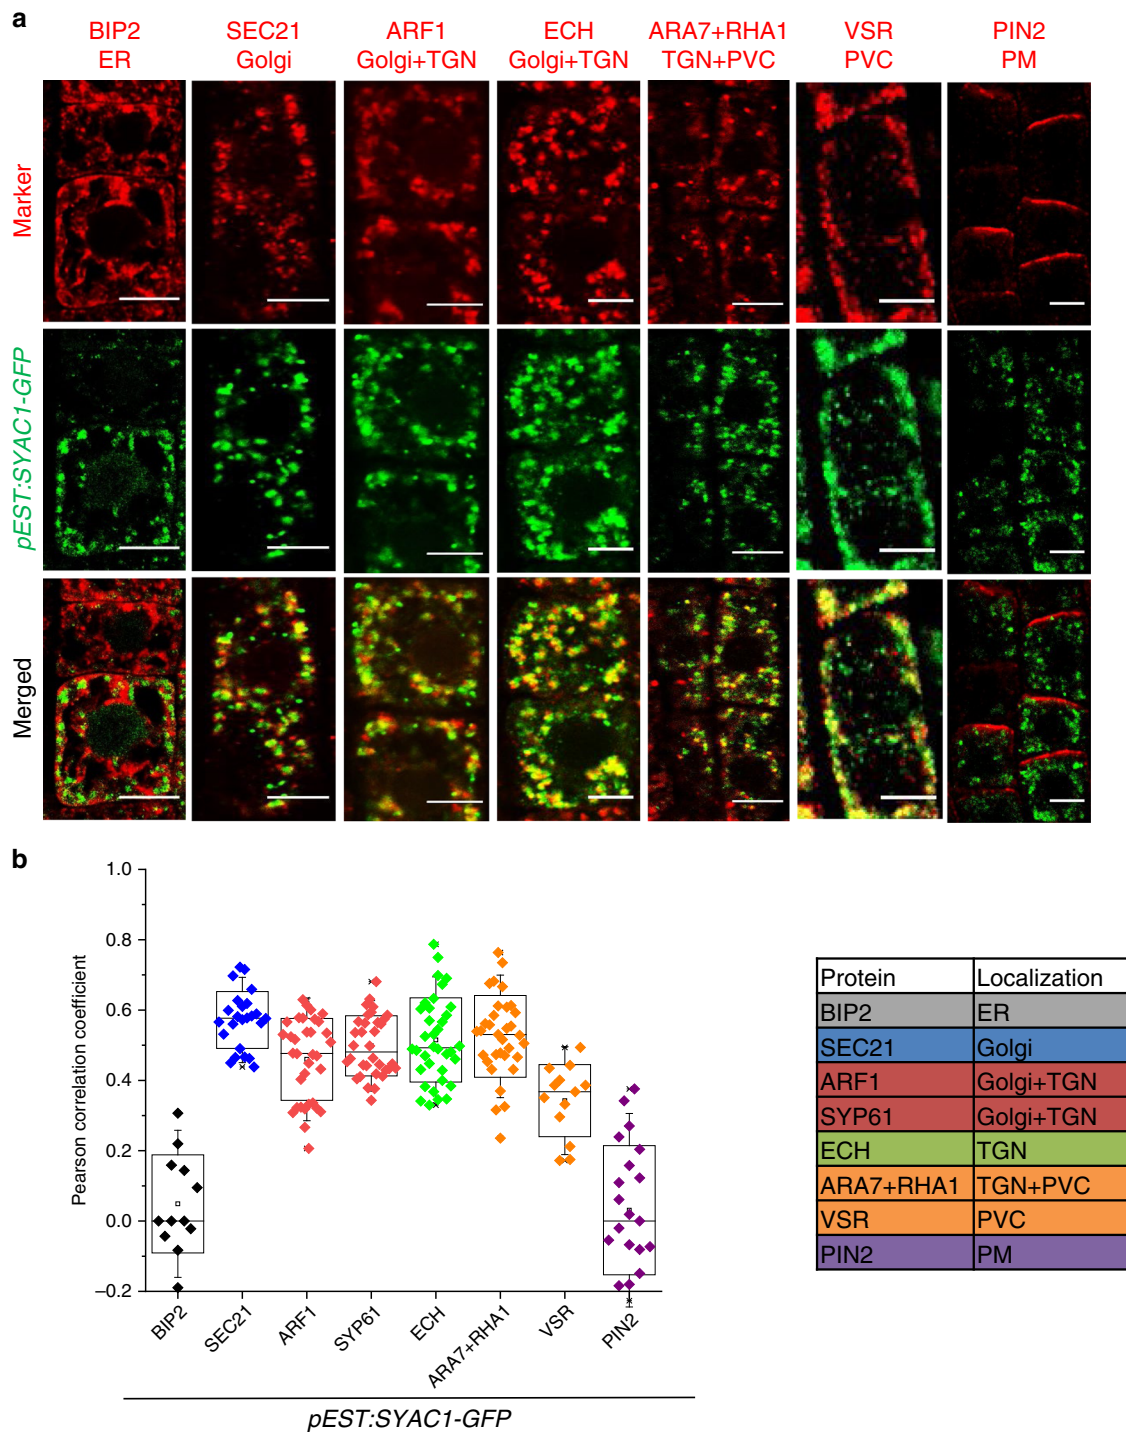 a
BIP2 SEC21 ARF1 ECH ARA7+RHA1 VSR PIN2
ER Golgi Golgi+TGN Golgi+TGN TGN+PVC PVC PM
Marker
pEST:SYAC1-GFP
Merged
b
Pearson correlation coefficient
1.0
0.8
0.6
0.4
0.2
0.0
–0.2
BIP2 SEC21 ARF1 SYP61 ECH ARA7+RHA1 VSR PIN2
pEST:SYAC1-GFP
Protein Localization
BIP2 ER
SEC21 Golgi
ARF1 Golgi+TGN
SYP61 Golgi+TGN
ECH TGN
ARA7+RHA1 TGN+PVC
VSR PVC
PIN2 PM